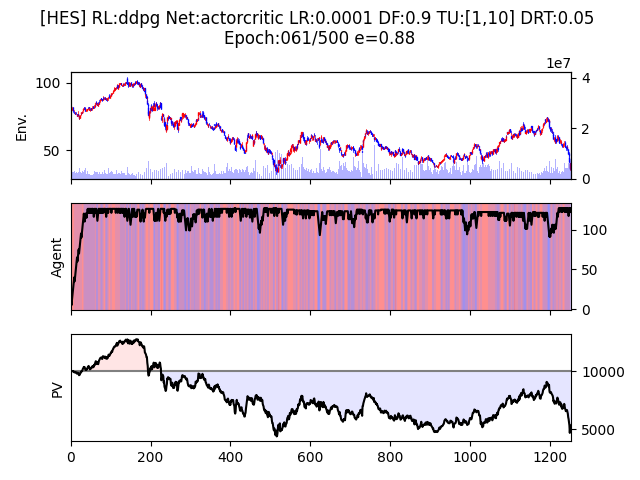 [HES] RL:ddpg Net:actorcritic LR:0.0001 DF:0.9 TU:[1,10] DRT:0.05
Epoch:061/500 e=0.88
1e7
100
50
Env.
4
2
0
Agent
100
50
0
PV
10000
5000
0 200 400 600 800 1000 1200